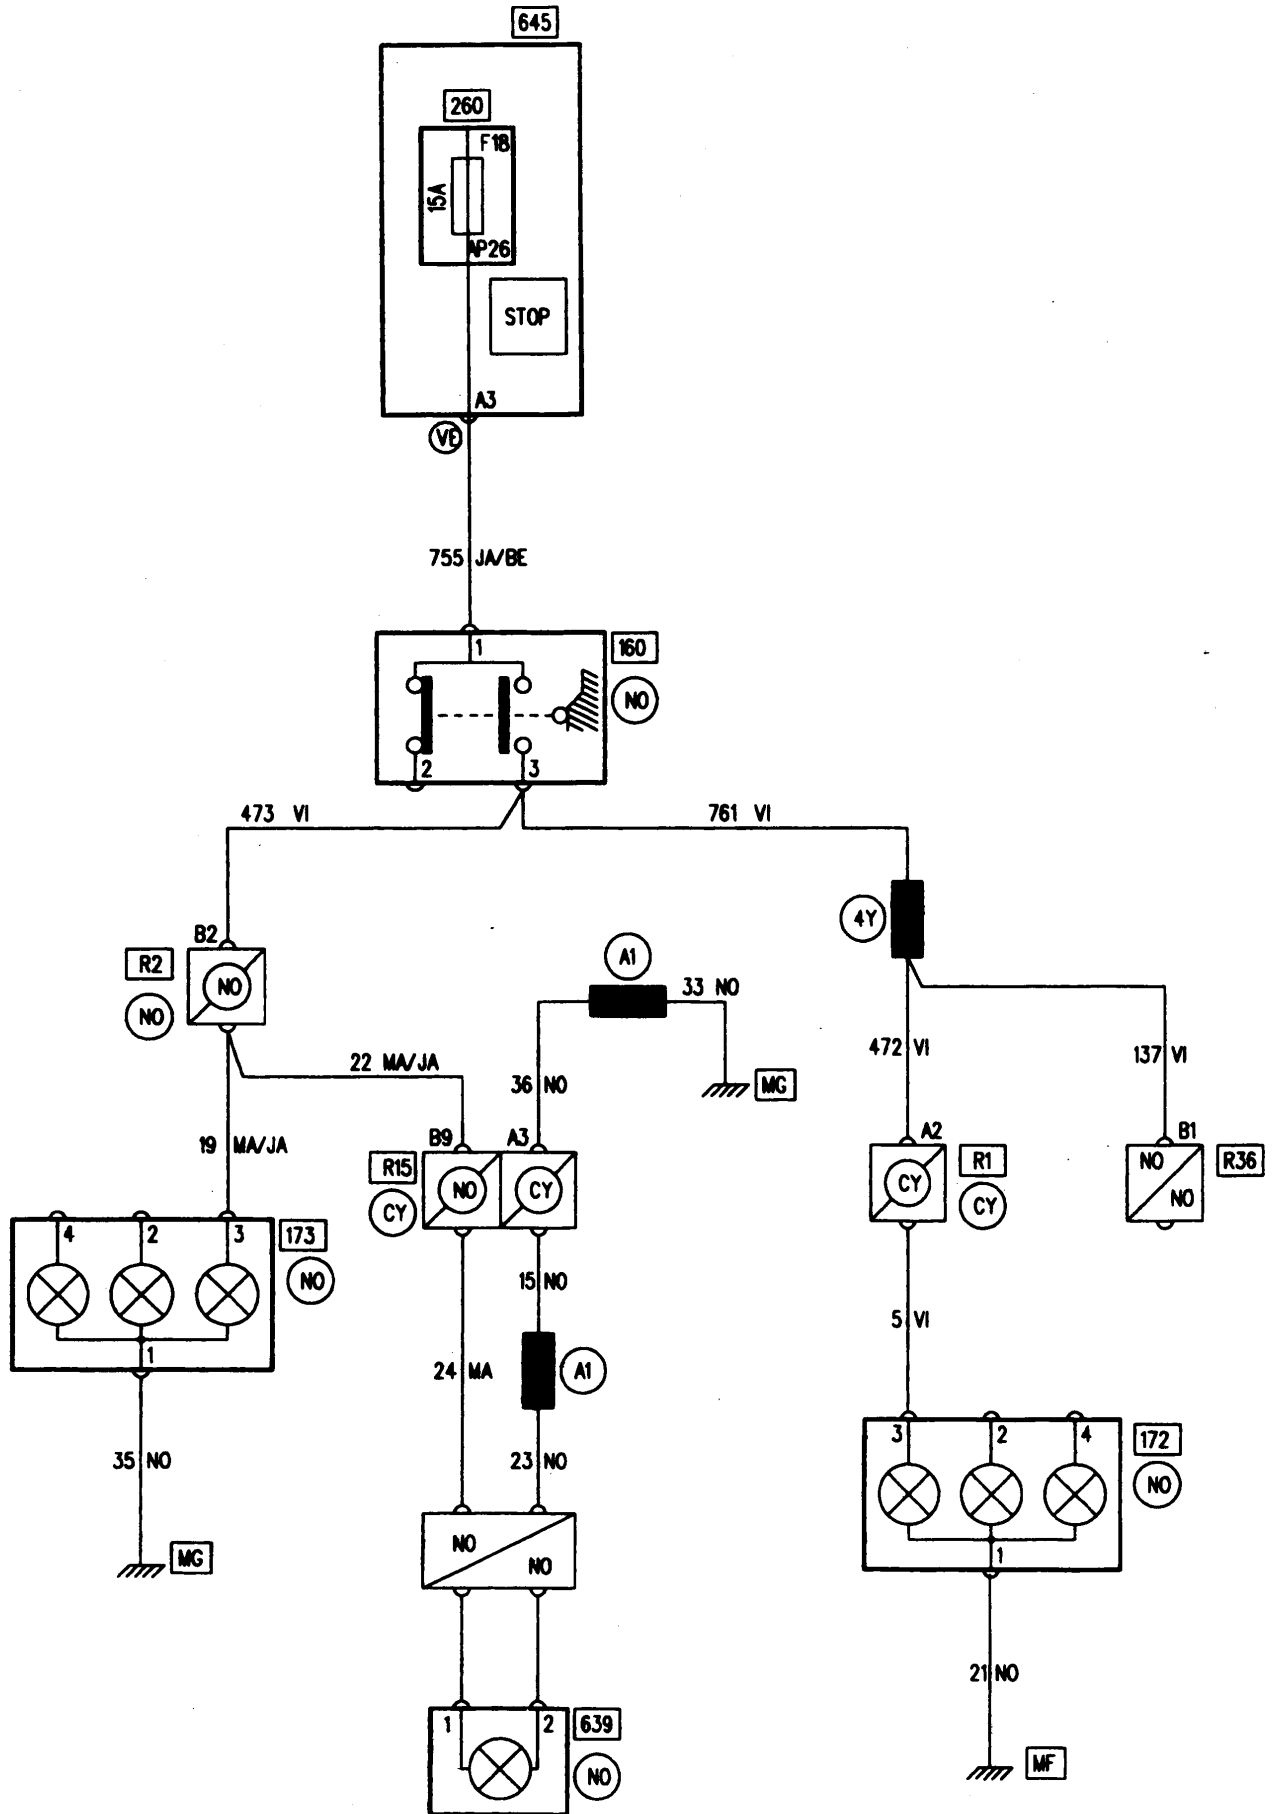 645
260
F18
15A
AP26
STOP
A3
VE
755 JA/BE
1
160
NO
2
3
473 VI
761 VI
4Y
B2
R2
NO
NO
A1
33 NO
22 MA/JA
36 NO
MG
472 VI
137 VI
19 MA/JA
B9
A3
R15
NO
CY
CY
A2
R1
CY
CY
B1
NO
NO
R36
4
2
3
173
NO
1
15 NO
5 VI
24 MA
A1
35 NO
23 NO
3
2
4
172
NO
1
MG
NO
NO
21 NO
1
2
639
NO
MF